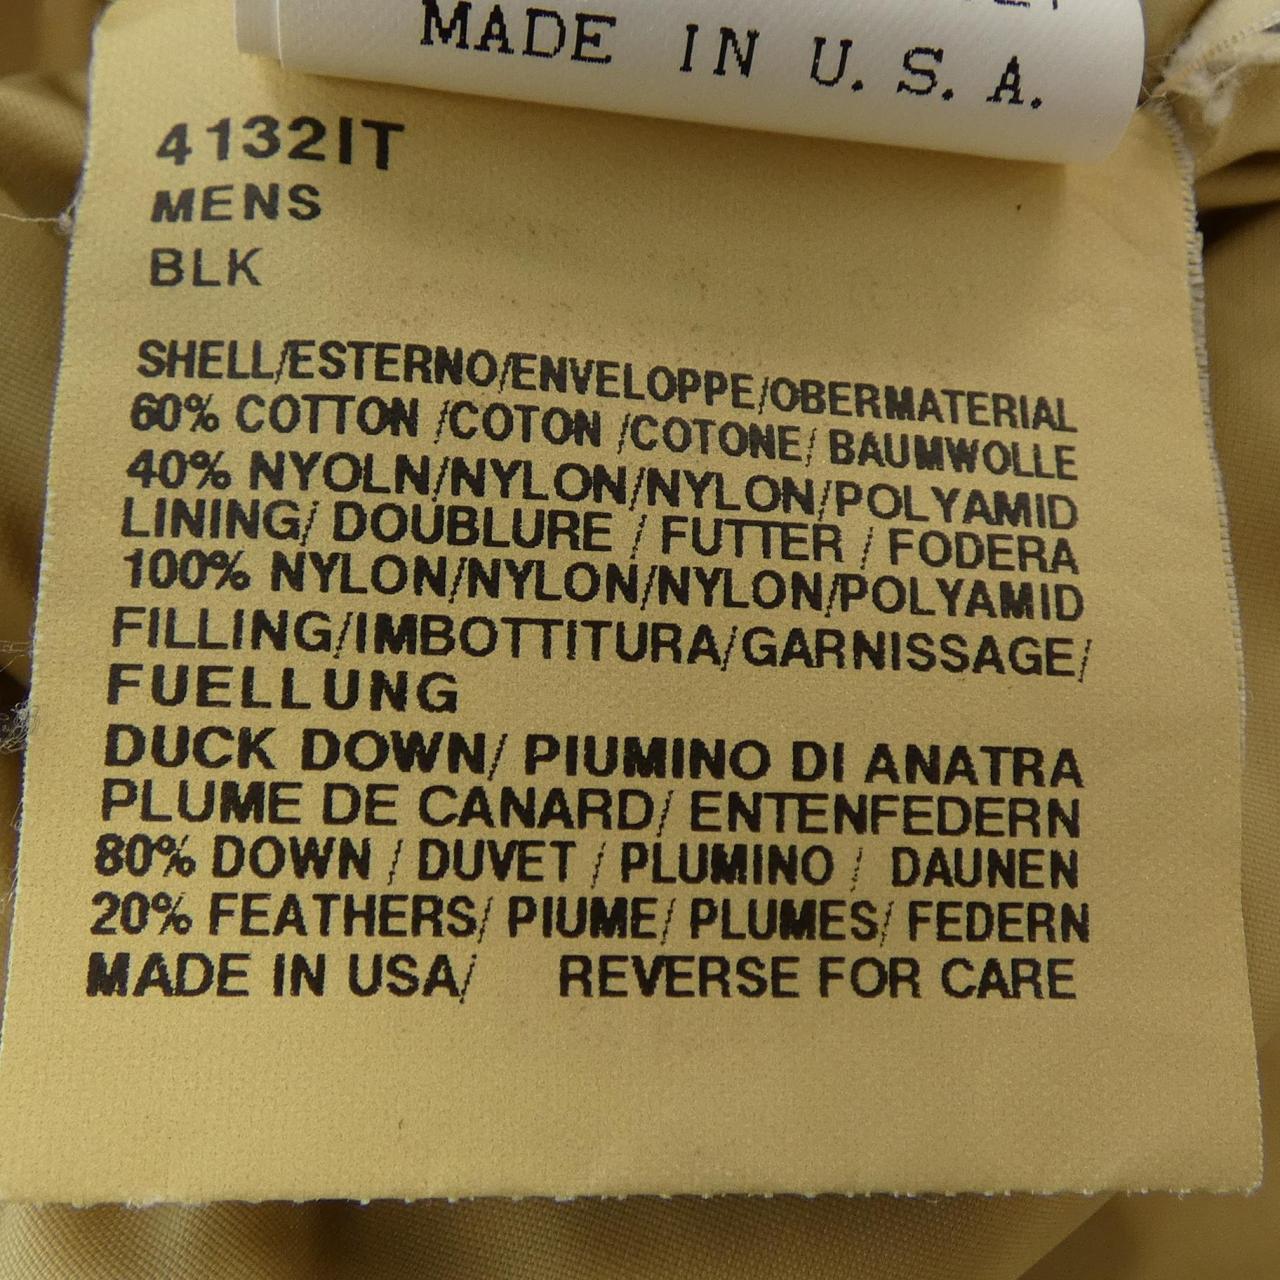 MADE IN U.S.A.
4132IT
MENS
BLK
SHELL/ESTERNO/ENVELOPPE/OBERMATERIAL
60% COTTON /COTON /COTONE/ BAUMWOLLE
40% NYOLN/NYLON/NYLON/POLYAMID
LINING/ DOUBLURE / FUTTER / FODERA
100% NYLON/NYLON/NYLON/POLYAMID
FILLING/IMBOTTITURA/GARNISSAGE/
FUELLUNG
DUCK DOWN/ PIUMINO DI ANATRA
PLUME DE CANARD/ ENTENFEDERN
80% DOWN / DUVET / PLUMINO / DAUNEN
20% FEATHERS/ PIUME/ PLUMES/ FEDERN
MADE IN USA/ REVERSE FOR CARE